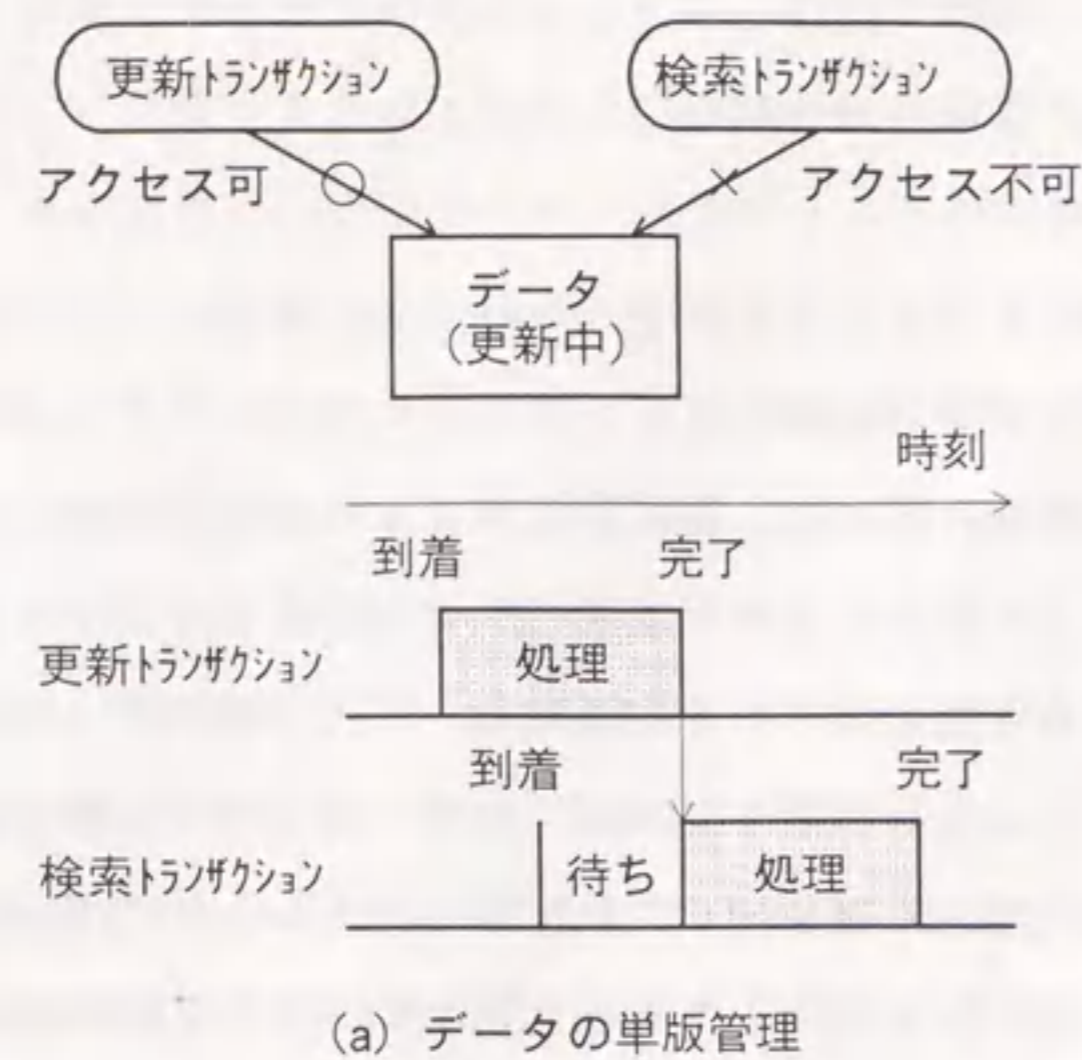 更新トランザクション
検索トランザクション
アクセス可
アクセス不可
データ
(更新中)
時刻
到着
完了
更新トランザクション
処理
到着
完了
検索トランザクション
待ち
処理
(a) データの単版管理